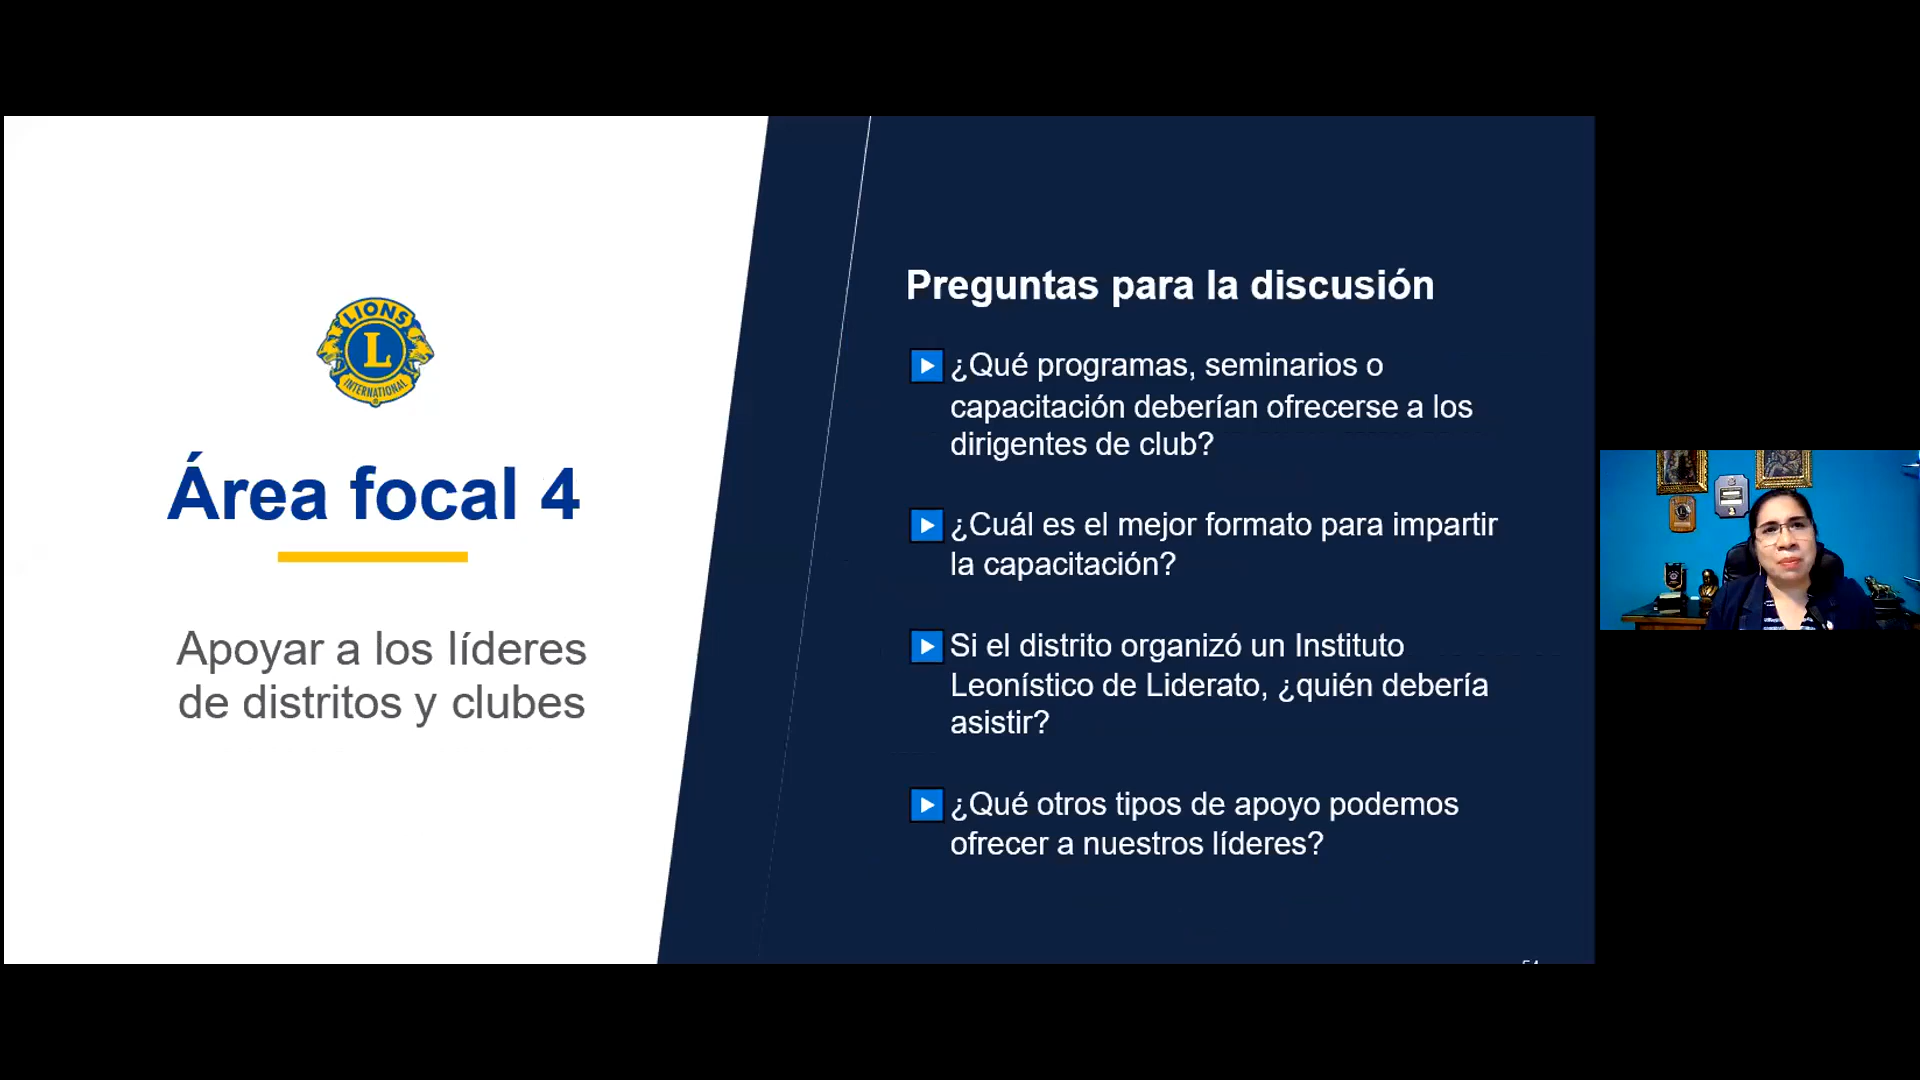 LIONS
L
INTERNATIONAL
Área focal 4
Apoyar a los líderes
de distritos y clubes
Preguntas para la discusión
¿Qué programas, seminarios o
capacitación deberían ofrecerse a los
dirigentes de club?
¿Cuál es el mejor formato para impartir
la capacitación?
Si el distrito organizó un Instituto
Leonístico de Liderato, ¿quién debería
asistir?
¿Qué otros tipos de apoyo podemos
ofrecer a nuestros líderes?